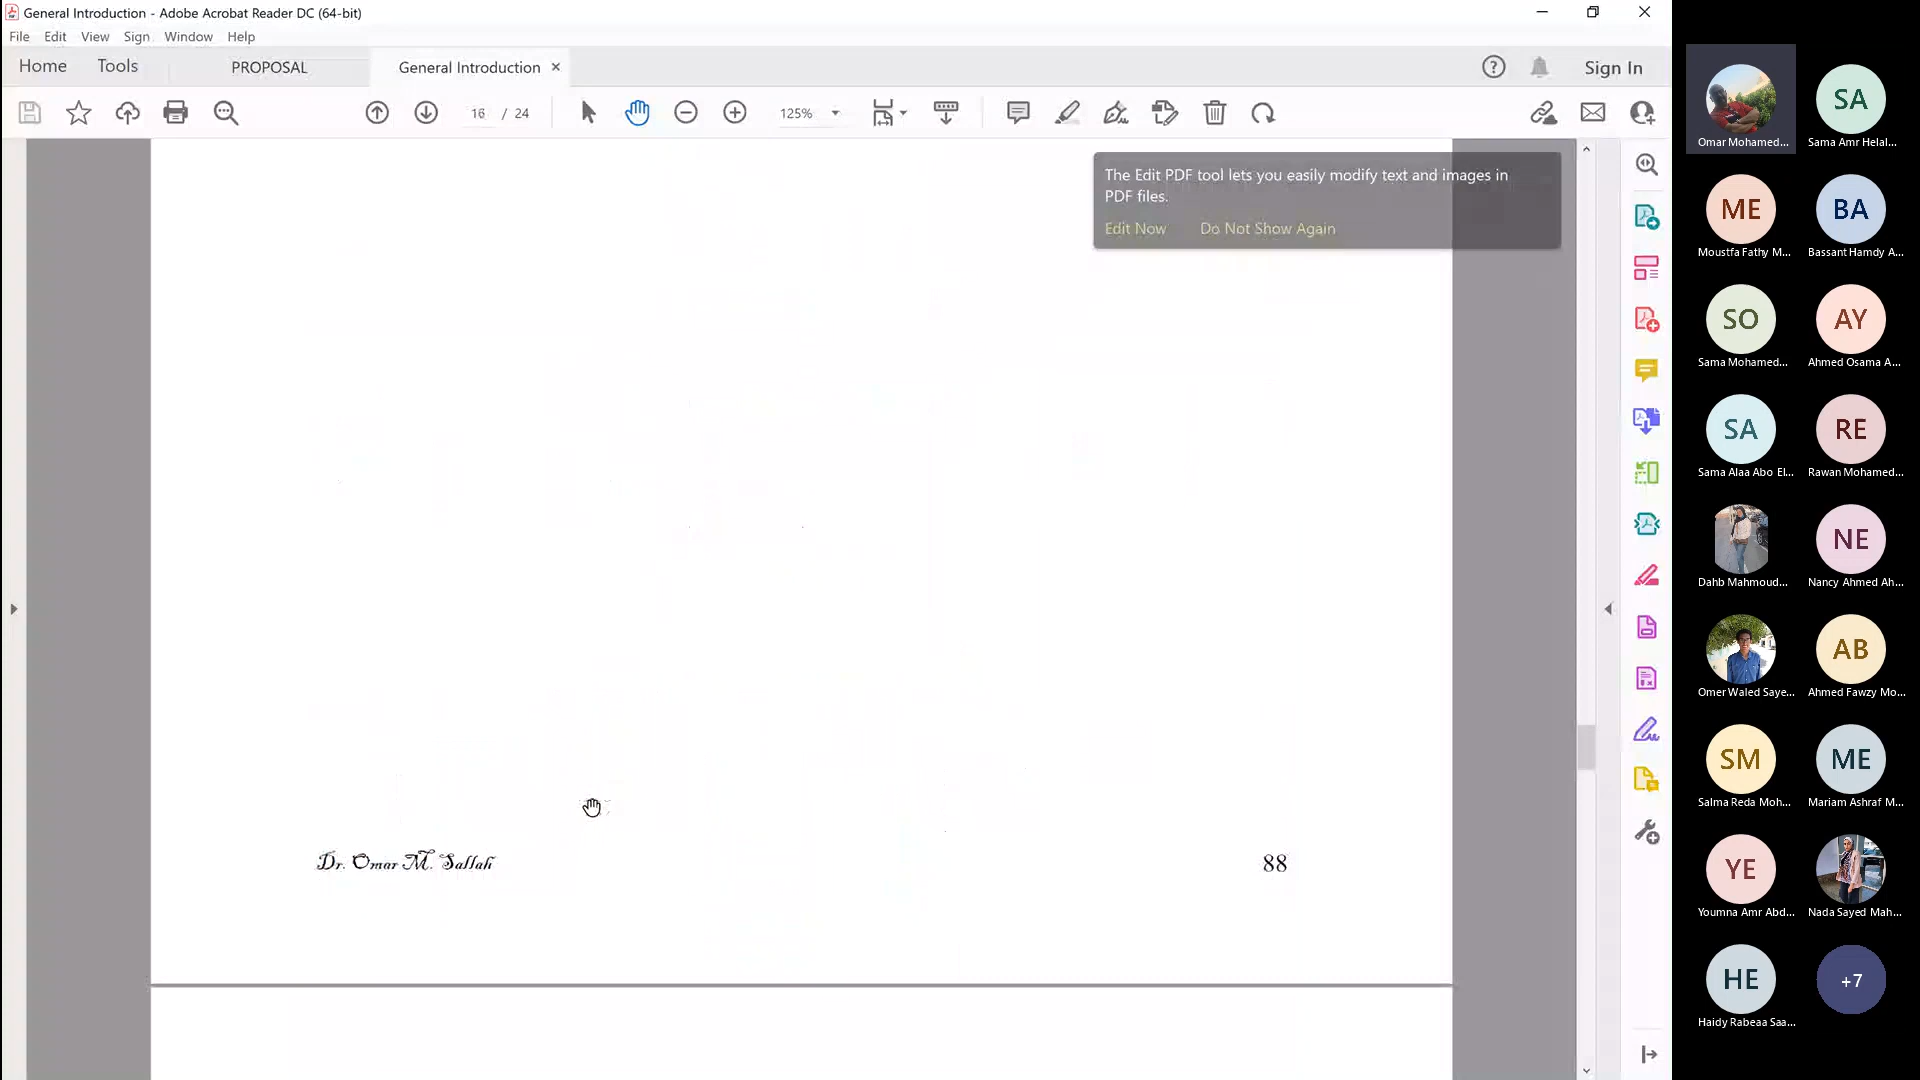 General Introduction - Adobe Acrobat Reader DC (64-bit)
File Edit View Sign Window Help
Home Tools PROPOSAL General Introduction Sign In
16 / 24 125%
The Edit PDF tool lets you easily modify text and images in
PDF files.
Edit Now Do Not Show Again
Dr. Omar M. Sallah 88
Omar Mohamed...
SA
Sama Amr Helal...
ME
Moustfa Fathy M...
BA
Bassant Hamdy A...
SO
Sama Mohamed...
AY
Ahmed Osama A...
SA
Sama Alaa Abo El...
RE
Rawan Mohamed...
Dahb Mahmoud...
NE
Nancy Ahmed Ah...
Omer Waled Saye...
AB
Ahmed Fawzy Mo...
SM
Salma Reda Moh...
ME
Mariam Ashraf M...
YE
Youmna Amr Abd...
Nada Sayed Mah...
HE
Haidy Rabeaa Saa...
+7